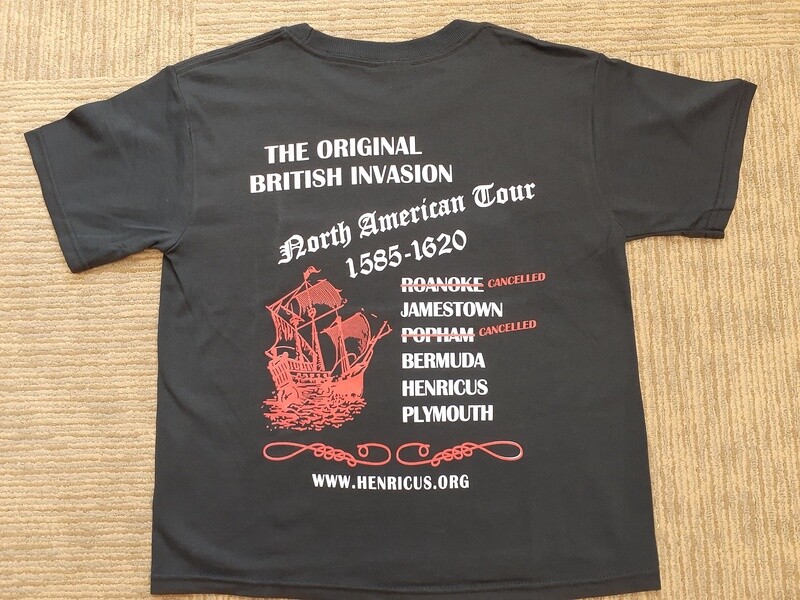 THE ORIGINAL
BRITISH INVASION
North American Tour
1585-1620
ROANOKE CANCELLED
JAMESTOWN
POPHAM CANCELLED
BERMUDA
HENRICUS
PLYMOUTH
WWW.HENRICUS.ORG